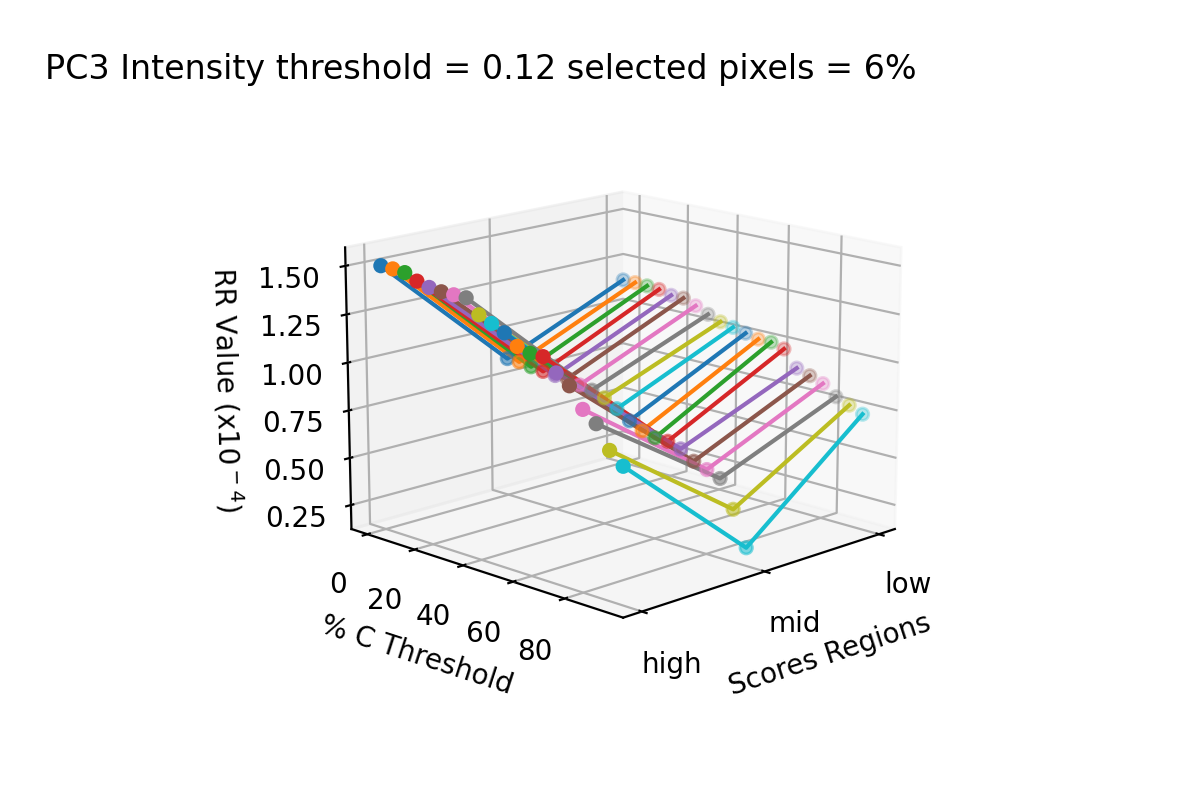 PC3 Intensity threshold = 0.12 selected pixels = 6%
RR Value (x10⁻⁴)
1.50
1.25
1.00
0.75
0.50
0.25
0
20
40
60
80
% C Threshold
high
mid
low
Scores Regions